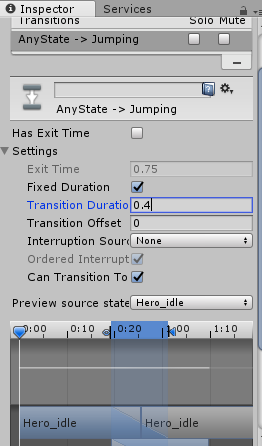 Inspector Services
Transitions Solo Mute
AnyState -> Jumping
AnyState -> Jumping
Has Exit Time
Settings
Exit Time 0.75
Fixed Duration
Transition Duratio 0.4
Transition Offset 0
Interruption Sourc None
Ordered Interrupt
Can Transition To
Preview source state Hero_idle
0:00 0:10 0:20 1:00 1:10
Hero_idle Hero_idle